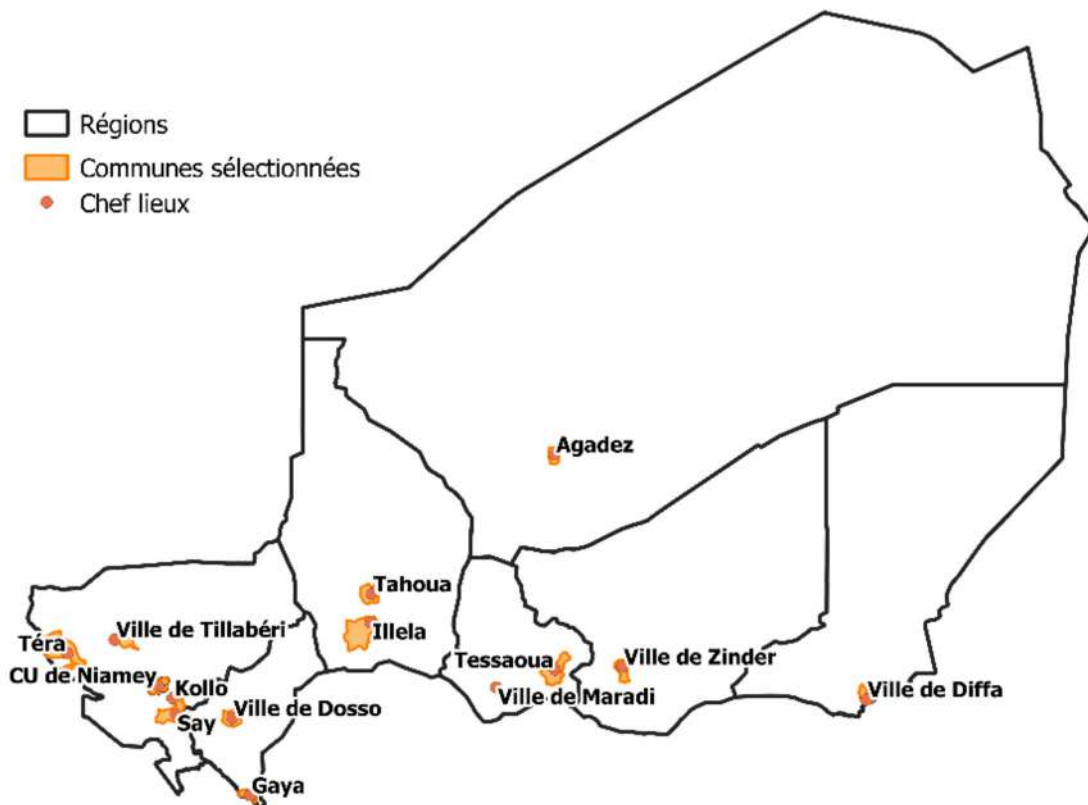 Régions
Communes sélectionnées
Chef lieux
Agadez
Tahoua
Illela
Ville de Tillabéri
Téra
CU de Niamey
Kollo
Say
Ville de Dosso
Gaya
Tessaoua
Ville de Maradi
Ville de Zinder
Ville de Diffa